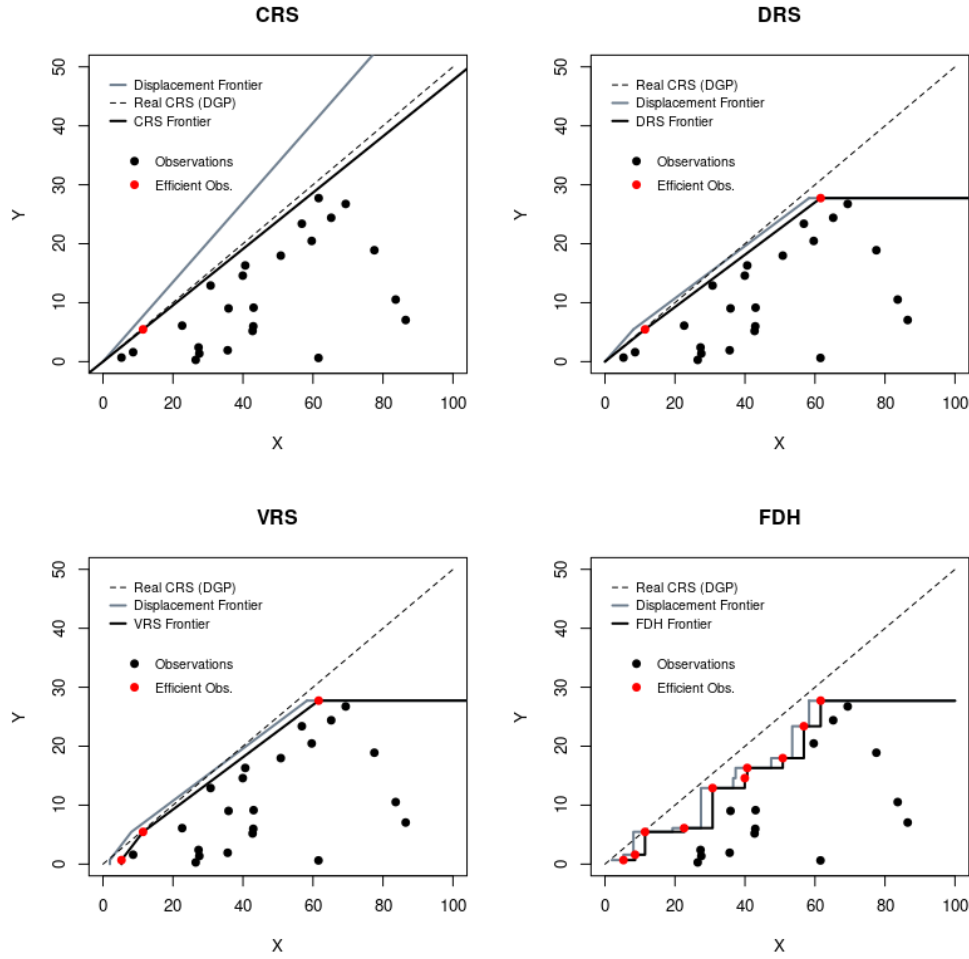 CRS
Displacement Frontier
Real CRS (DGP)
CRS Frontier
Observations
Efficient Obs.
Y
50
40
30
20
10
0
0 20 40 60 80 100
X
DRS
Real CRS (DGP)
Displacement Frontier
DRS Frontier
Observations
Efficient Obs.
Y
50
40
30
20
10
0
0 20 40 60 80 100
X
VRS
Real CRS (DGP)
Displacement Frontier
VRS Frontier
Observations
Efficient Obs.
Y
50
40
30
20
10
0
0 20 40 60 80 100
X
FDH
Real CRS (DGP)
Displacement Frontier
FDH Frontier
Observations
Efficient Obs.
Y
50
40
30
20
10
0
0 20 40 60 80 100
X